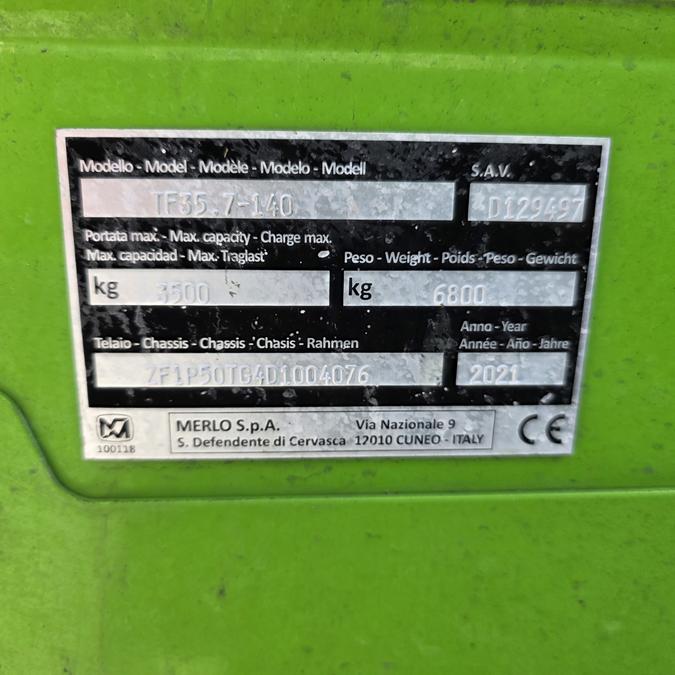 Modello - Model - Modèle - Modelo - Modell
S.A.V.
TF35.7-140
D129497
Portata max. - Max. capacity - Charge max.
Max. capacidad - Max. Traglast
Peso - Weight - Poids - Peso - Gewicht
kg 3500
kg 6800
Telaio - Chassis - Chassis - Chasis - Rahmen
Anno - Year
Année - Año - Jahre
ZF1P50TG4D1004076
2021
100118
MERLO S.p.A.
S. Defendente di Cervasca
Via Nazionale 9
12010 CUNEO - ITALY
CE